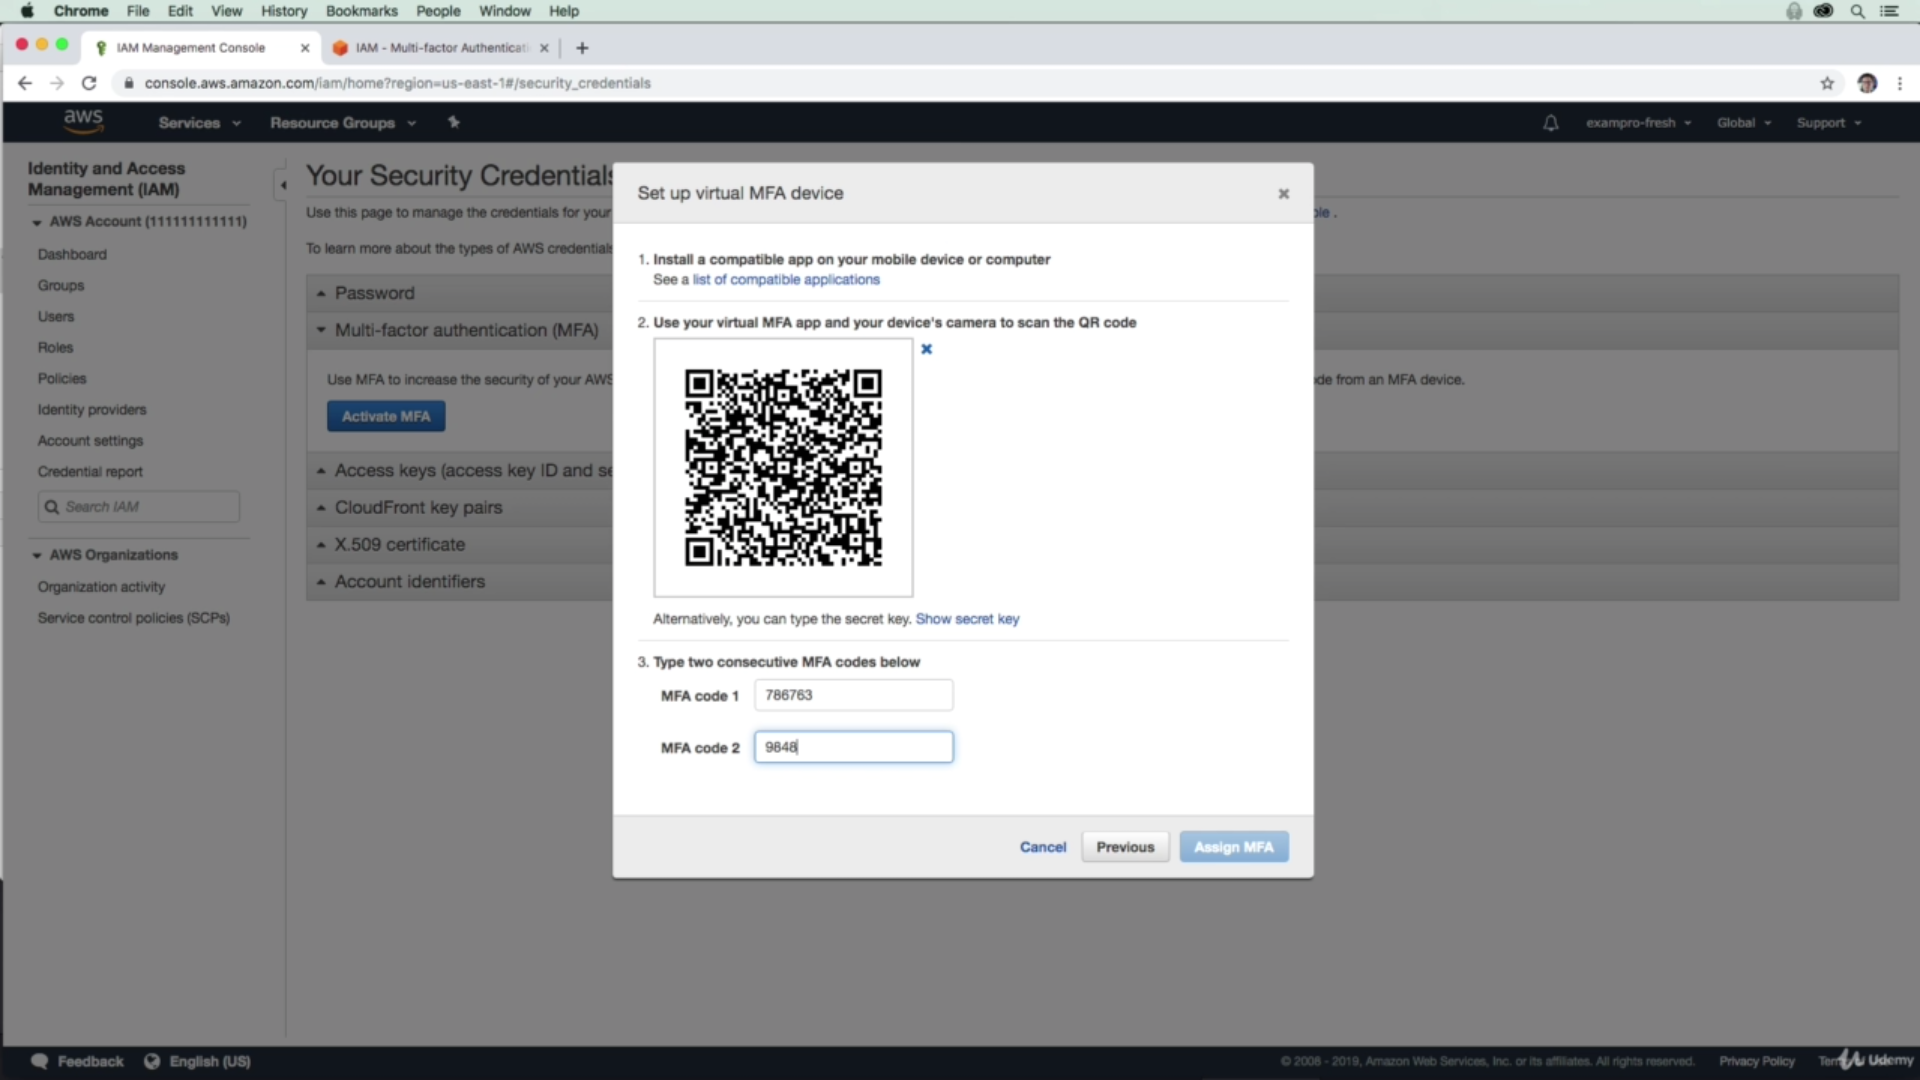 Chrome File Edit View History Bookmarks People Window Help
IAM Management Console
IAM - Multi-factor Authenticati
console.aws.amazon.com/iam/home?region=us-east-1#/security_credentials
aws Services Resource Groups exampro-fresh Global Support
Identity and Access
Management (IAM)
AWS Account (111111111111)
Dashboard
Groups
Users
Roles
Policies
Identity providers
Account settings
Credential report
Search IAM
AWS Organizations
Organization activity
Service control policies (SCPs)
Your Security Credentials
Use this page to manage the credentials for your
ple .
To learn more about the types of AWS credentials
Password
Multi-factor authentication (MFA)
Use MFA to increase the security of your AWS
de from an MFA device.
Activate MFA
Access keys (access key ID and se
CloudFront key pairs
X.509 certificate
Account identifiers
Set up virtual MFA device
1. Install a compatible app on your mobile device or computer
See a list of compatible applications
2. Use your virtual MFA app and your device's camera to scan the QR code
Alternatively, you can type the secret key. Show secret key
3. Type two consecutive MFA codes below
MFA code 1 786763
MFA code 2 9848
Cancel Previous Assign MFA
Feedback English (US)
© 2008 - 2019, Amazon Web Services, Inc. or its affiliates. All rights reserved. Privacy Policy
Udemy